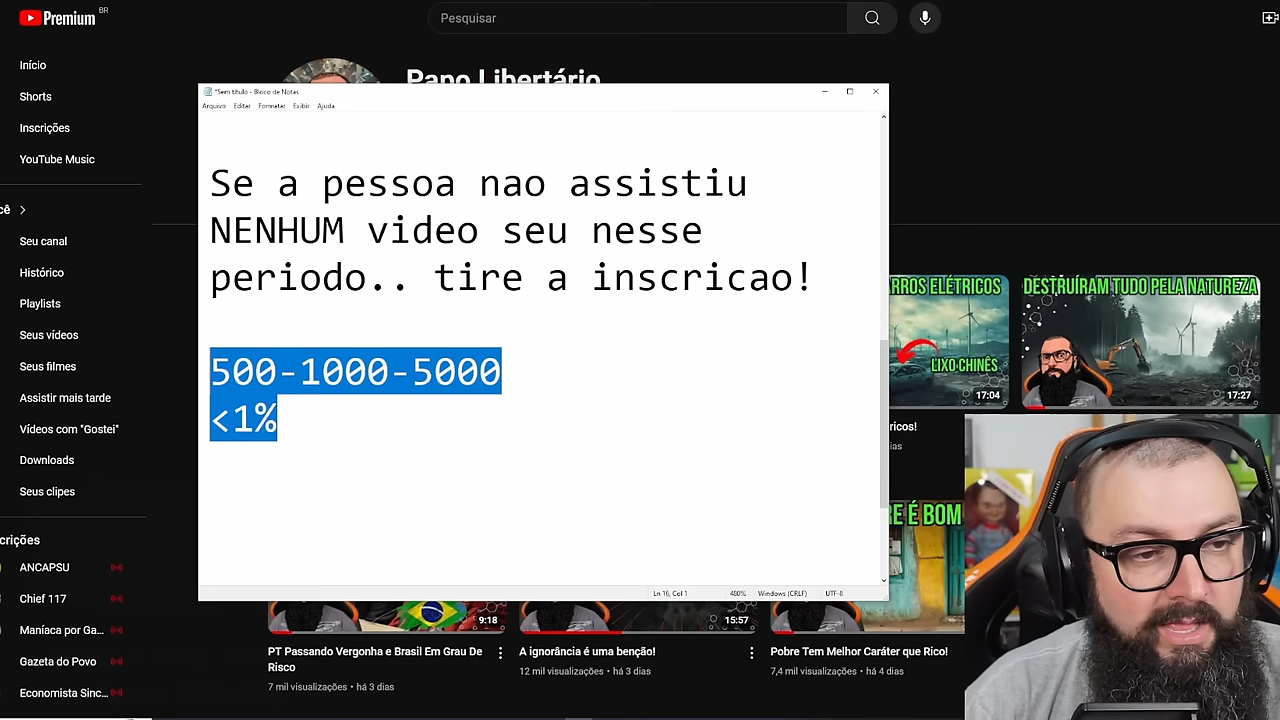 Premium BR
Pesquisar
Início
Shorts
Inscrições
YouTube Music
cê
Seu canal
Histórico
Playlists
Seus vídeos
Seus filmes
Assistir mais tarde
Vídeos com "Gostei"
Downloads
Seus clipes
crições
ANCAPSU
Chief 117
Maníaca por Ga...
Gazeta do Povo
Economista Sinc...
Papo Libertário
*Sem título - Bloco de Notas
Arquivo Editar Formatar Exibir Ajuda
Se a pessoa nao assistiu
NENHUM video seu nesse
periodo.. tire a inscricao!
500-1000-5000
<1%
Ln 16, Col 1 480% Windows (CRLF) UTF-8
ARROS ELÉTRICOS
LIXO CHINÊS
17:04
DESTRUÍRAM TUDO PELA NATUREZA
17:27
ricos!
ias
RE É BOM
9:18
15:57
PT Passando Vergonha e Brasil Em Grau De
Risco
7 mil visualizações • há 3 dias
A ignorância é uma benção!
12 mil visualizações • há 3 dias
Pobre Tem Melhor Caráter que Rico!
7,4 mil visualizações • há 4 dias